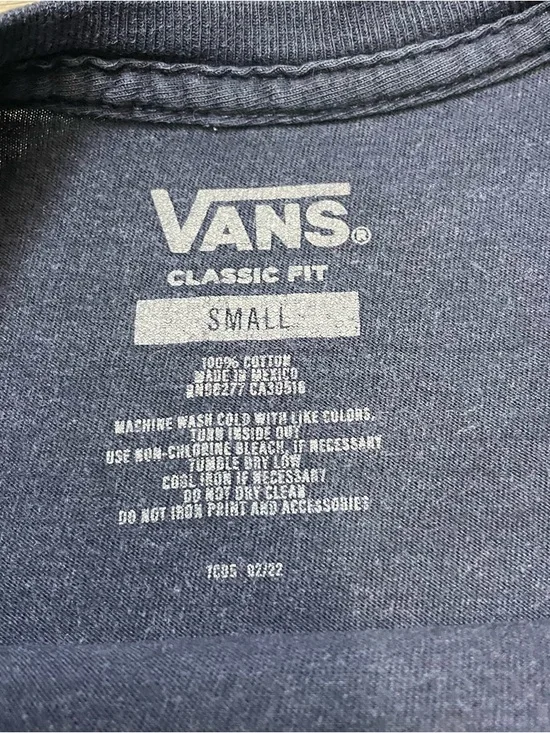 VANS®
CLASSIC FIT
SMALL
100% COTTON
MADE IN MEXICO
RN96277 CA30516
MACHINE WASH COLD WITH LIKE COLORS.
TURN INSIDE OUT
USE NON-CHLORINE BLEACH, IF NECESSARY
TUMBLE DRY LOW
COOL IRON IF NECESSARY
DO NOT DRY CLEAN
DO NOT IRON PRINT AND ACCESSORIES
02/22